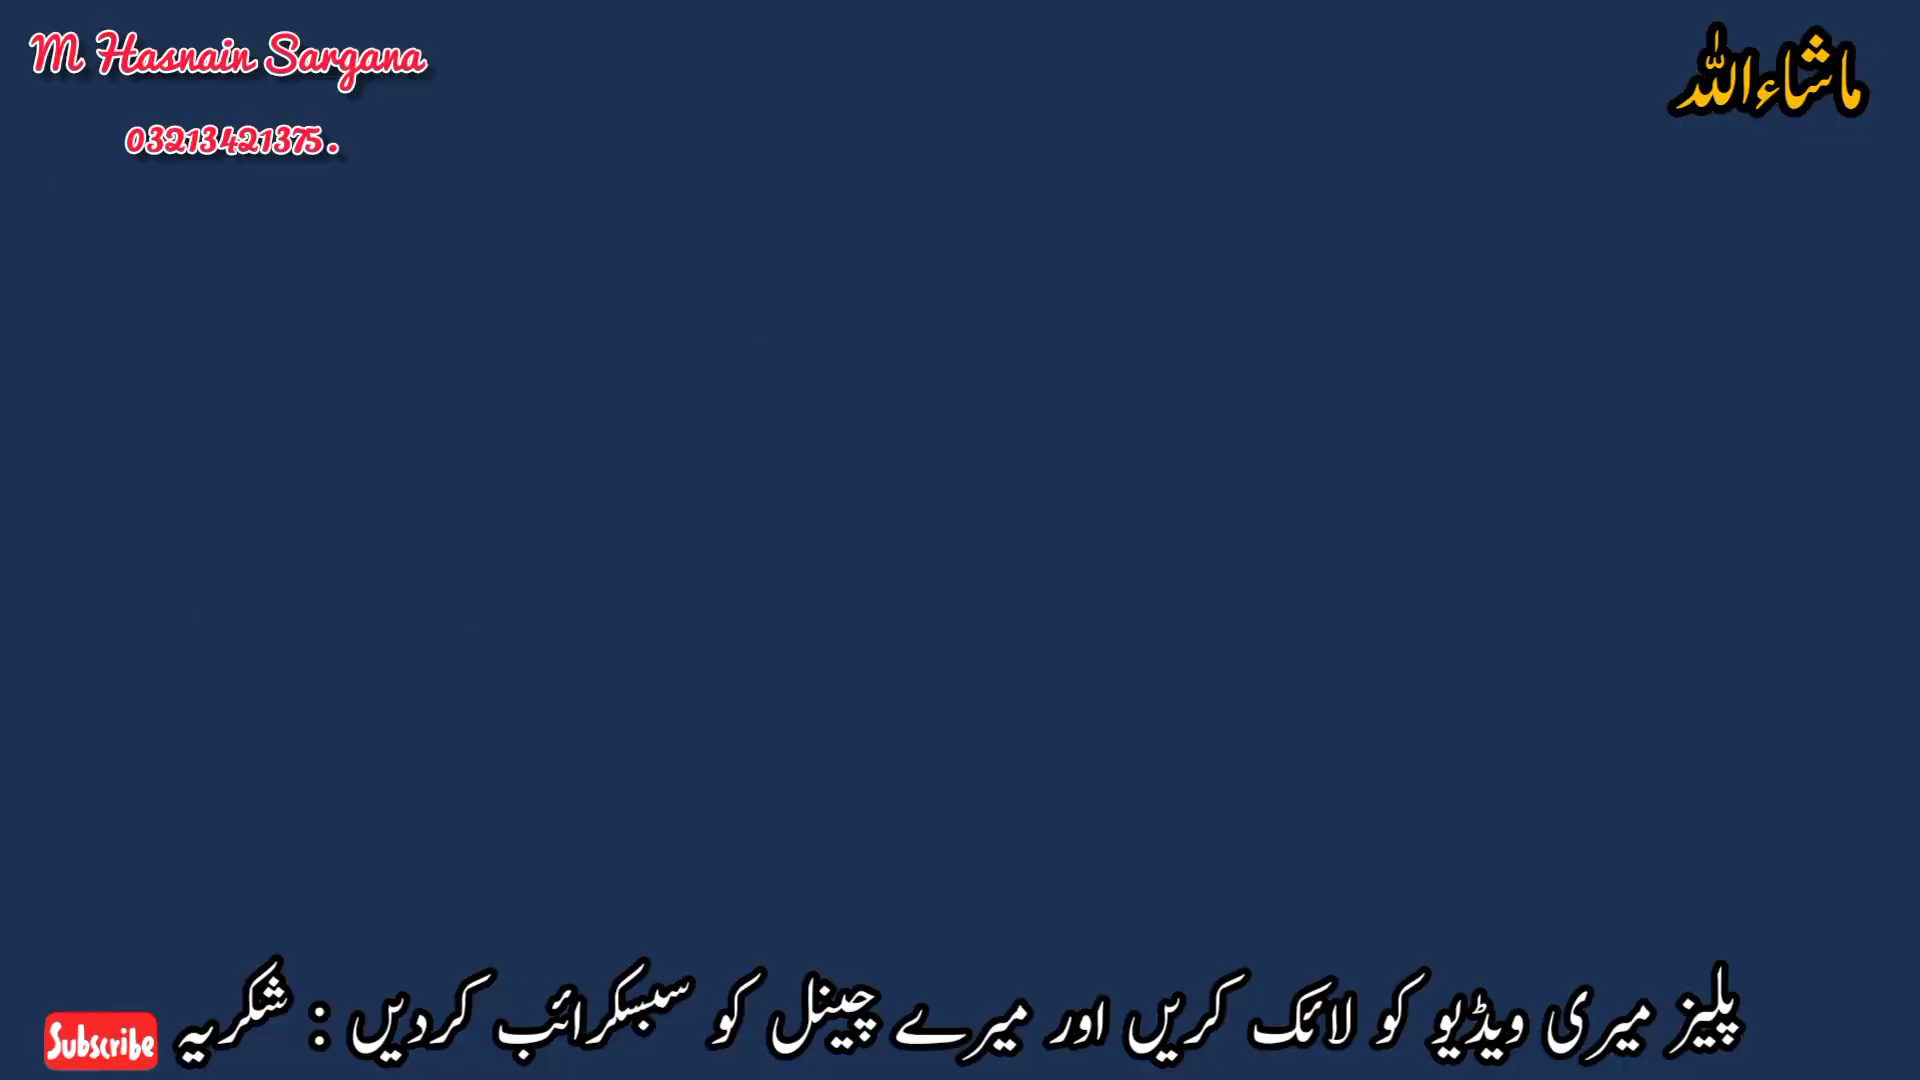 M Hasnain Sargana
03213421375.
ماشاءاللہ
پلیز میری ویڈیو کو لائک کریں اور میرے چینل کو سبسکرائب کردیں : شکریہ
Subscribe